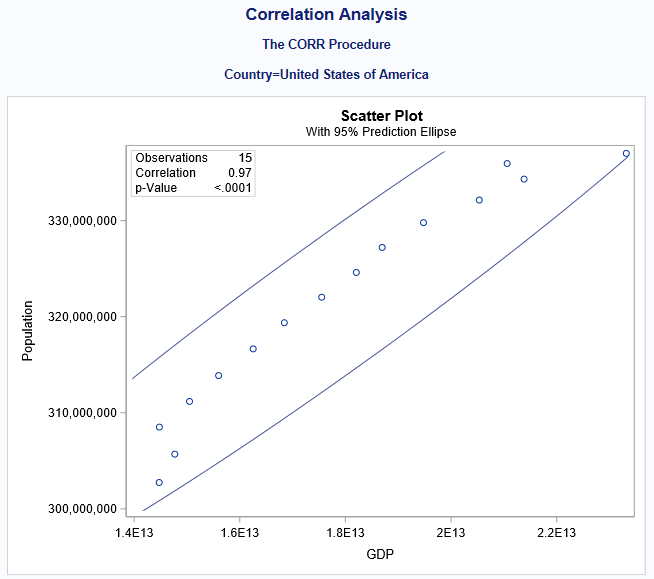 Correlation Analysis
The CORR Procedure
Country=United States of America
Scatter Plot
With 95% Prediction Ellipse
Observations 15
Correlation 0.97
p-Value <.0001
330,000,000
320,000,000
310,000,000
300,000,000
Population
1.4E13 1.6E13 1.8E13 2E13 2.2E13
GDP